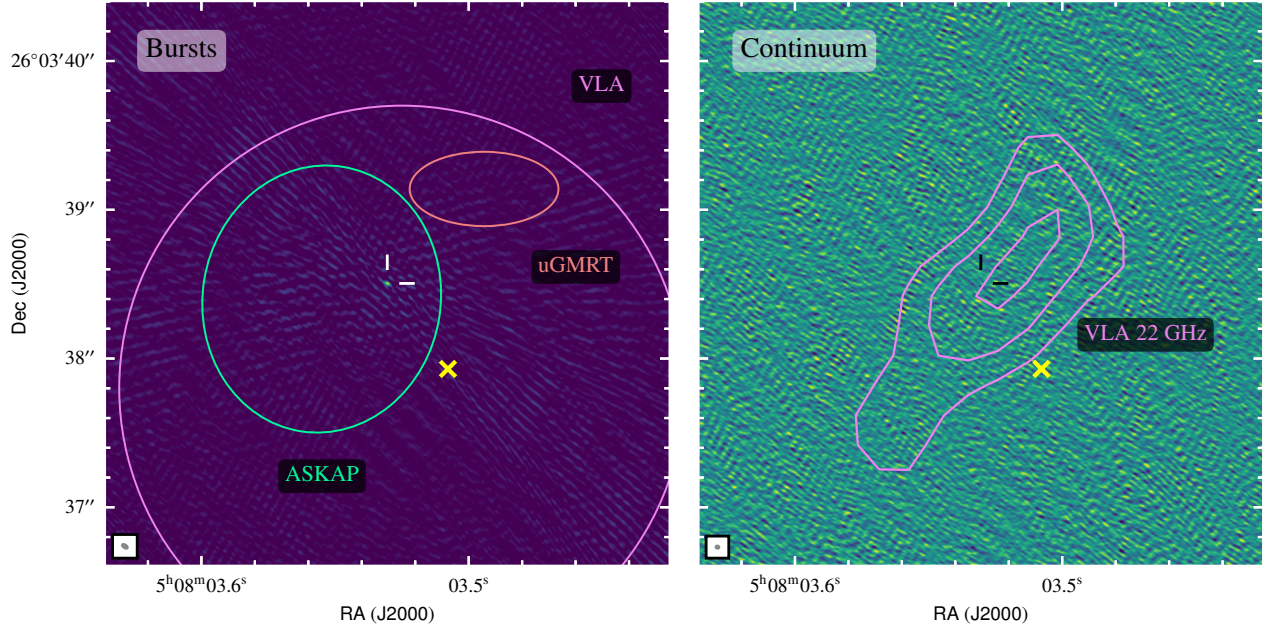 Bursts
VLA
uGMRT
ASKAP
26°03′40′′
39′′
38′′
37′′
Dec (J2000)
5ʰ08ᵐ03.6ˢ
03.5ˢ
RA (J2000)
Continuum
VLA 22 GHz
5ʰ08ᵐ03.6ˢ
03.5ˢ
RA (J2000)